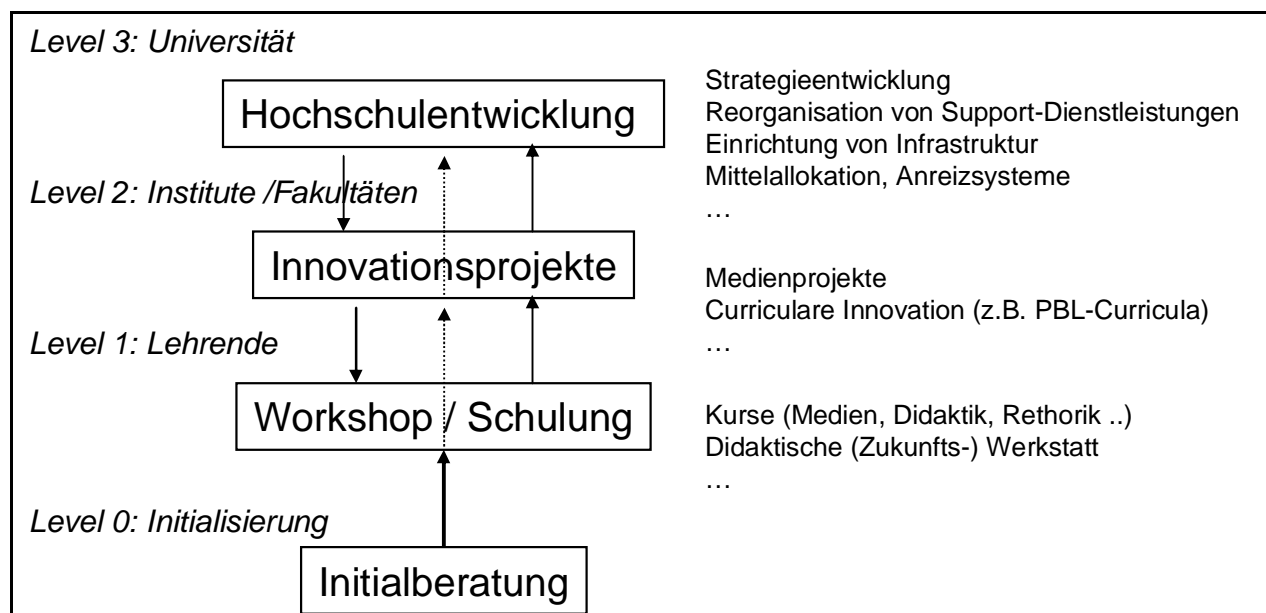 Level 3: Universität
Hochschulentwicklung
Strategieentwicklung
Reorganisation von Support-Dienstleistungen
Einrichtung von Infrastruktur
Mittelallokation, Anreizsysteme
…
Level 2: Institute /Fakultäten
Innovationsprojekte
Medienprojekte
Curriculare Innovation (z.B. PBL-Curricula)
…
Level 1: Lehrende
Workshop / Schulung
Kurse (Medien, Didaktik, Rethorik ..)
Didaktische (Zukunfts-) Werkstatt
…
Level 0: Initialisierung
Initialberatung